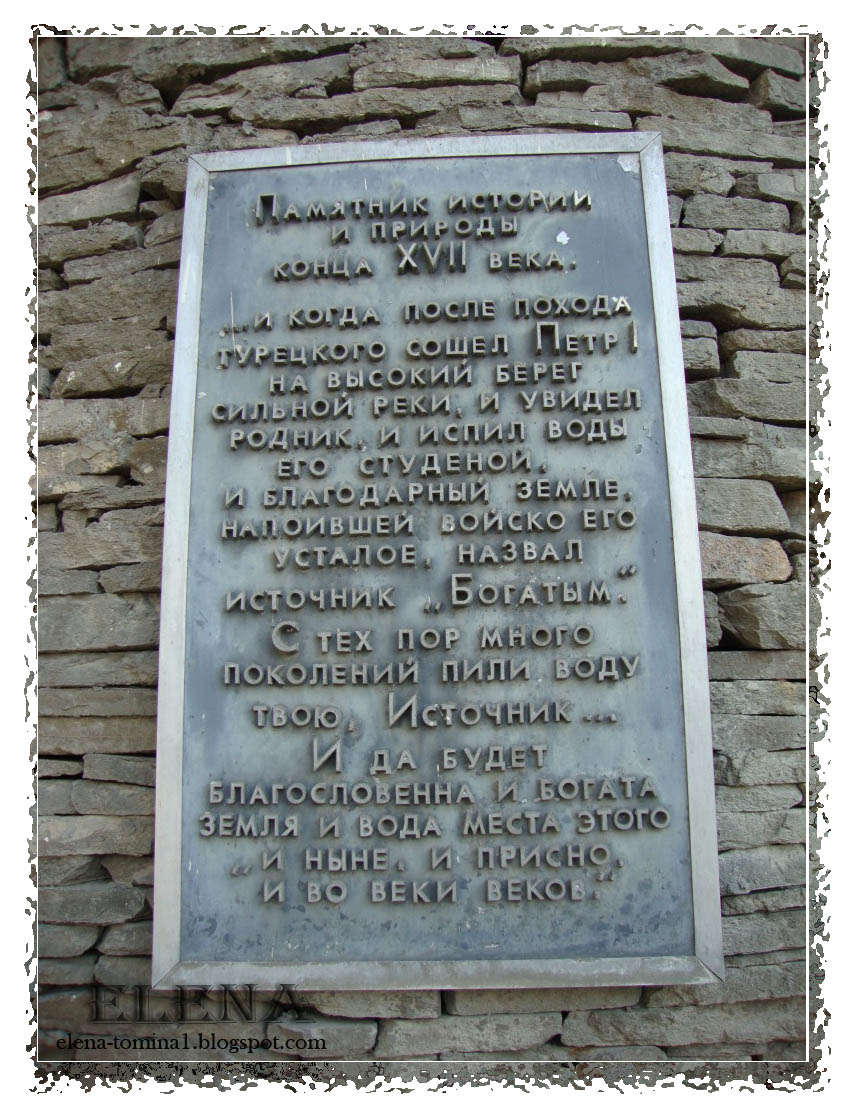 Памятник истории
и природы
конца XVII века.
...и когда после похода
турецкого сошел Петр I
на высокий берег
сильной реки, и увидел
родник, и испил воды
его студеной,
и благодарный земле,
напоившей войско его
усталое, назвал
источник „Богатым."
С тех пор много
поколений пили воду
твою, Источник...
И да будет
благословенна и богата
земля и вода места этого
„и ныне, и присно,
и во веки веков."
ELENA
elena-tomina1.blogspot.com